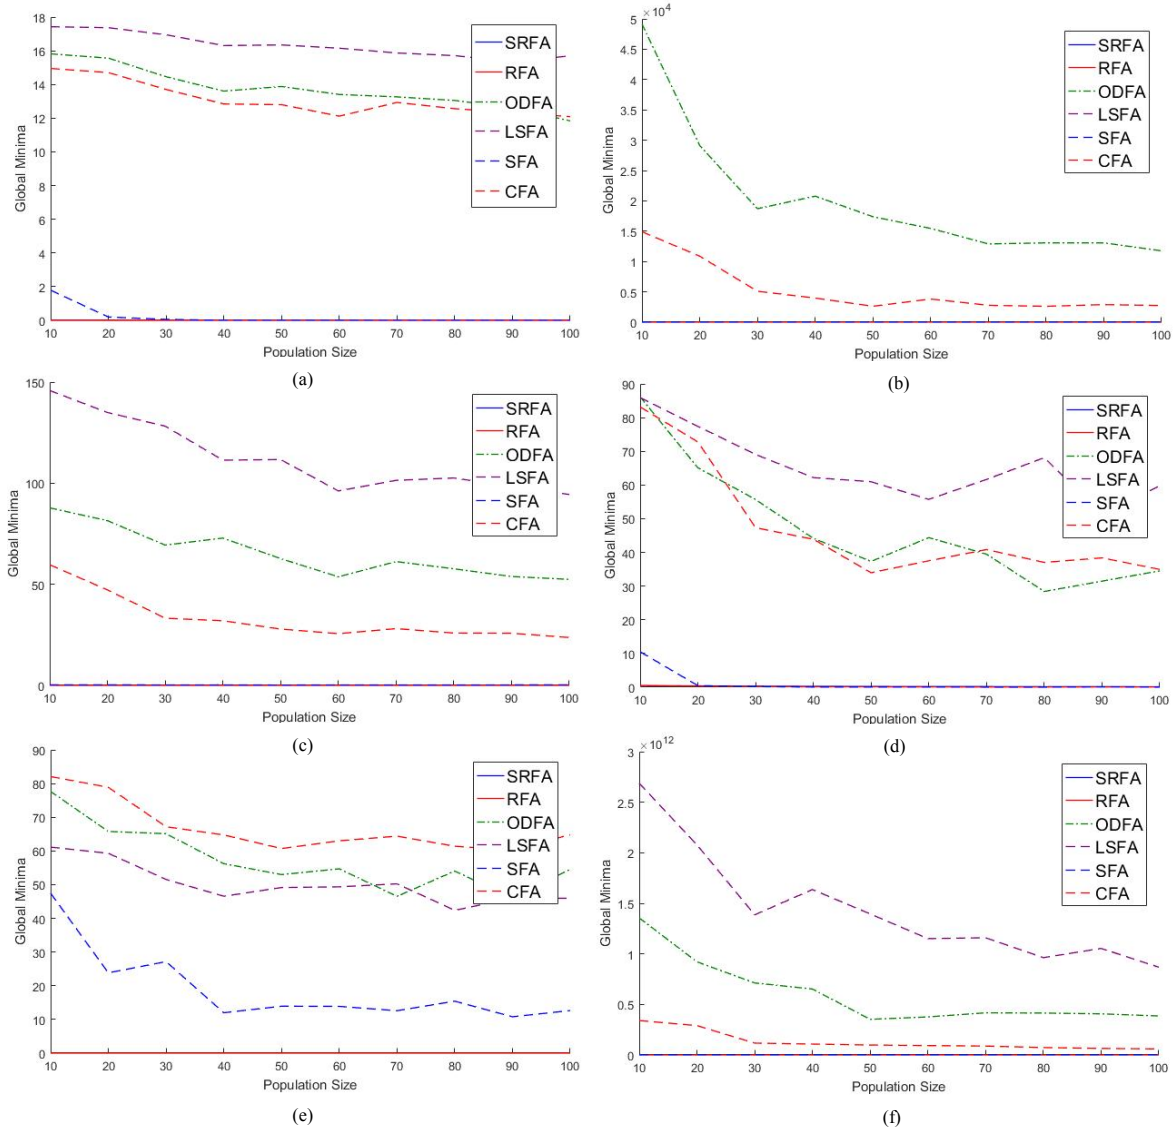 18
16
14
12
10
8
6
4
2
0
Global Minima
10 20 30 40 50 60 70 80 90 100
Population Size
SRFA
RFA
ODFA
LSFA
SFA
CFA
(a)
× 10⁴
5
4.5
4
3.5
3
2.5
2
1.5
1
0.5
0
Global Minima
10 20 30 40 50 60 70 80 90 100
Population Size
SRFA
RFA
ODFA
LSFA
SFA
CFA
(b)
150
100
50
0
Global Minima
10 20 30 40 50 60 70 80 90 100
Population Size
SRFA
RFA
ODFA
LSFA
SFA
CFA
(c)
90
80
70
60
50
40
30
20
10
0
Global Minima
10 20 30 40 50 60 70 80 90 100
Population Size
SRFA
RFA
ODFA
LSFA
SFA
CFA
(d)
90
80
70
60
50
40
30
20
10
0
Global Minima
10 20 30 40 50 60 70 80 90 100
Population Size
SRFA
RFA
ODFA
LSFA
SFA
CFA
(e)
× 10¹²
3
2.5
2
1.5
1
0.5
0
Global Minima
10 20 30 40 50 60 70 80 90 100
Population Size
SRFA
RFA
ODFA
LSFA
SFA
CFA
(f)